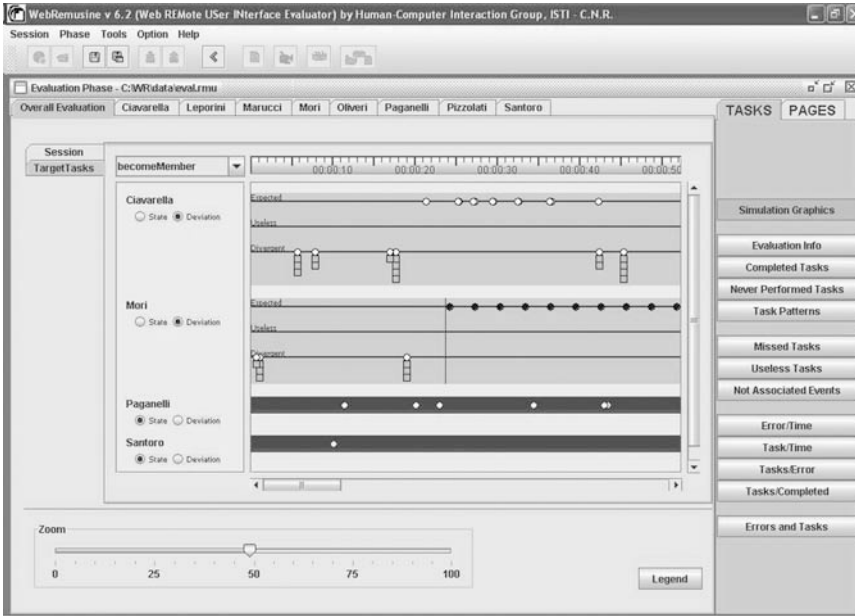 WebRemusine v 6.2 (Web REMote USer INterface Evaluator) by Human-Computer Interaction Group, ISTI - C.N.R.
Session Phase Tools Option Help
Evaluation Phase - C:\WR\data\eval.rmu
Overall Evaluation Ciavarella Leporini Marucci Mori Oliveri Paganelli Pizzolati Santoro
TASKS PAGES
Session
TargetTasks
becomeMember
00:00:10 00:00:20 00:00:30 00:00:40 00:00:50
Ciavarella
State Deviation
Expected
Useless
Divergent
Mori
State Deviation
Expected
Useless
Divergent
Paganelli
State Deviation
Santoro
State Deviation
Simulation Graphics
Evaluation Info
Completed Tasks
Never Performed Tasks
Task Patterns
Missed Tasks
Useless Tasks
Not Associated Events
Error/Time
Task/Time
Tasks/Error
Tasks/Completed
Errors and Tasks
Zoom
0 25 50 75 100
Legend